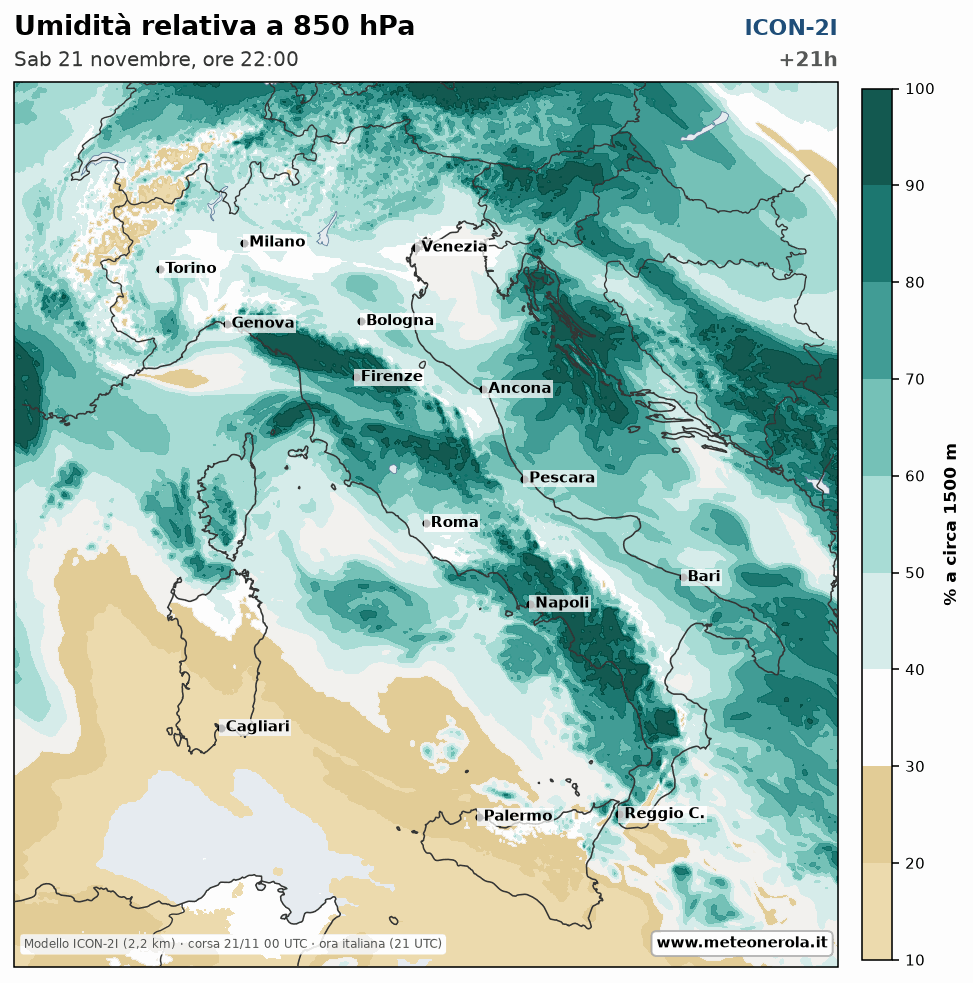 Umidità relativa a 850 hPa
ICON-2I
Sab 21 novembre, ore 22:00
+21h
100
90
80
70
60
50
40
30
20
10
% a circa 1500 m
Milano
Venezia
Torino
Genova
Bologna
Firenze
Ancona
Pescara
Roma
Bari
Napoli
Cagliari
Palermo
Reggio C.
Modello ICON-2I (2,2 km) · corsa 21/11 00 UTC · ora italiana (21 UTC)
www.meteonerola.it